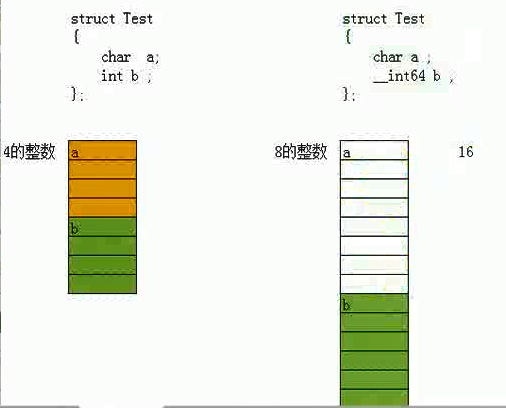 struct Test
{
char a;
int b ;
};
struct Test
{
char a ;
__int64 b ,
};
4的整数
a
b
8的整数
a
16
b